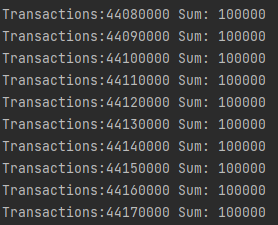 Transactions:44080000 Sum: 100000
Transactions:44090000 Sum: 100000
Transactions:44100000 Sum: 100000
Transactions:44110000 Sum: 100000
Transactions:44120000 Sum: 100000
Transactions:44130000 Sum: 100000
Transactions:44140000 Sum: 100000
Transactions:44150000 Sum: 100000
Transactions:44160000 Sum: 100000
Transactions:44170000 Sum: 100000